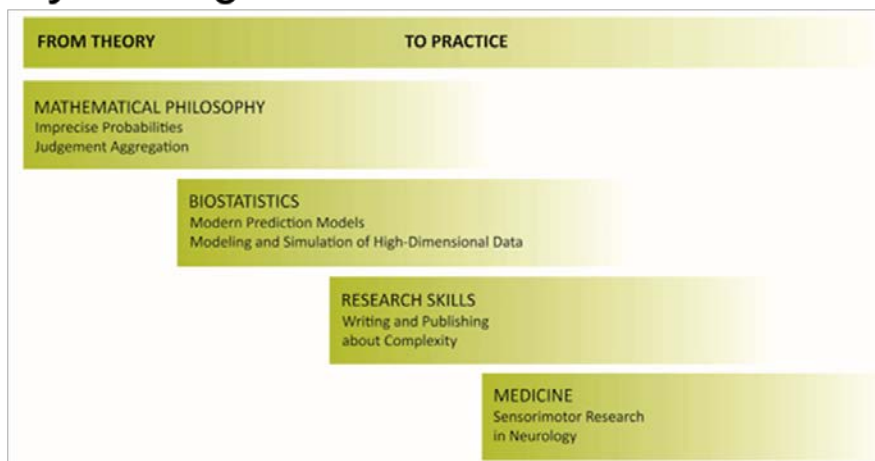 FROM THEORY TO PRACTICE
MATHEMATICAL PHILOSOPHY
Imprecise Probabilities
Judgement Aggregation
BIOSTATISTICS
Modern Prediction Models
Modeling and Simulation of High-Dimensional Data
RESEARCH SKILLS
Writing and Publishing
about Complexity
MEDICINE
Sensorimotor Research
in Neurology